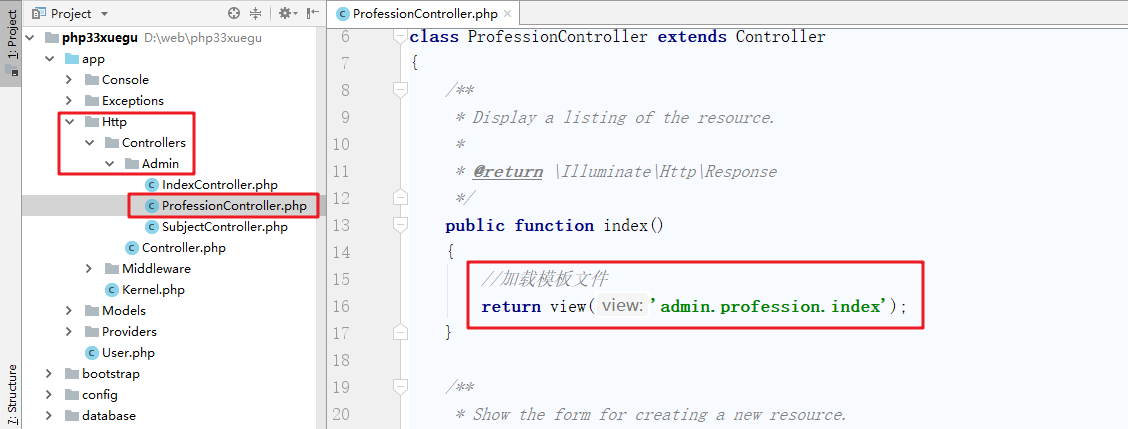 Project
ProfessionController.php
1: Project
7: Structure
php33xuegu D:\web\php33xuegu
app
Console
Exceptions
Http
Controllers
Admin
IndexController.php
ProfessionController.php
SubjectController.php
Controller.php
Middleware
Kernel.php
Models
Providers
User.php
bootstrap
config
database
6 class ProfessionController extends Controller
7 {
8 /**
9 * Display a listing of the resource.
10 *
11 * @return \Illuminate\Http\Response
12 */
13 public function index()
14 {
15 //加载模板文件
16 return view( view: 'admin.profession.index');
17 }
18
19 /**
20 * Show the form for creating a new resource.